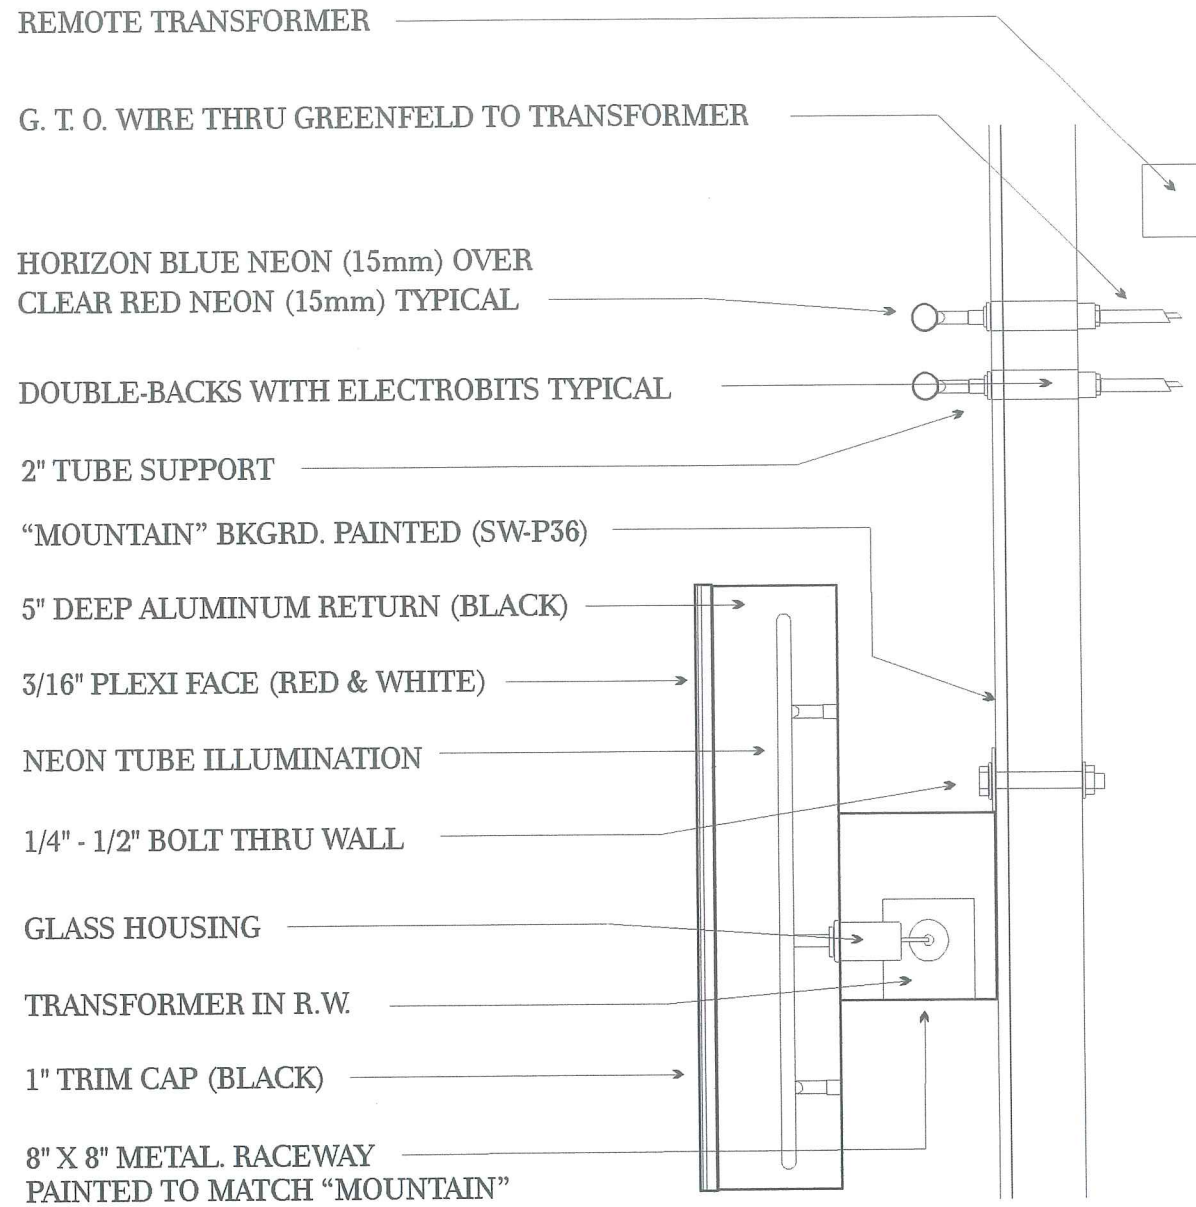 REMOTE TRANSFORMER
G. T. O. WIRE THRU GREENFELD TO TRANSFORMER
HORIZON BLUE NEON (15mm) OVER
CLEAR RED NEON (15mm) TYPICAL
DOUBLE-BACKS WITH ELECTROBITS TYPICAL
2" TUBE SUPPORT
“MOUNTAIN” BKGRD. PAINTED (SW-P36)
5" DEEP ALUMINUM RETURN (BLACK)
3/16" PLEXI FACE (RED & WHITE)
NEON TUBE ILLUMINATION
1/4" - 1/2" BOLT THRU WALL
GLASS HOUSING
TRANSFORMER IN R.W.
1" TRIM CAP (BLACK)
8" X 8" METAL. RACEWAY
PAINTED TO MATCH “MOUNTAIN”